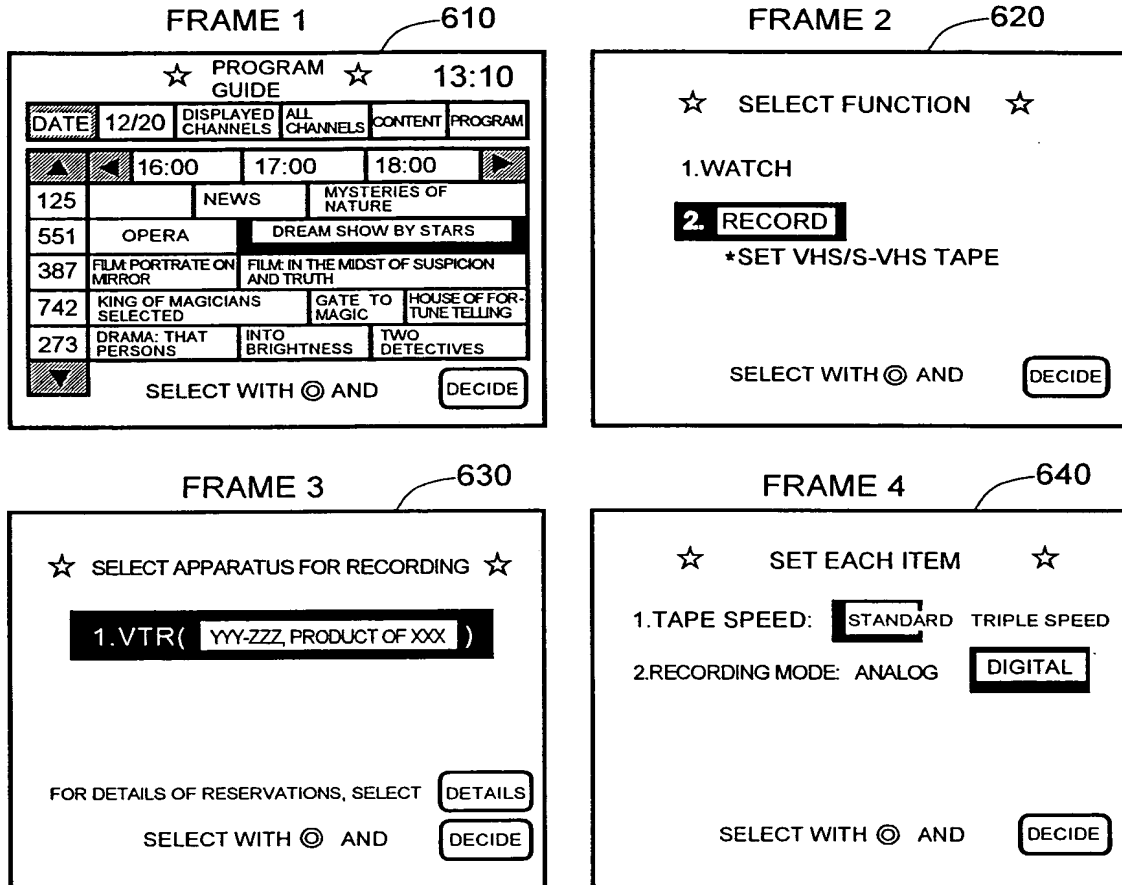 FRAME 1
610
☆ PROGRAM GUIDE ☆ 13:10
DATE 12/20 DISPLAYED CHANNELS ALL CHANNELS CONTENT PROGRAM
▲ ◀ 16:00 17:00 18:00 ▶
125 NEWS MYSTERIES OF NATURE
551 OPERA DREAM SHOW BY STARS
387 FILM: PORTRATE ON MIRROR FILM: IN THE MIDST OF SUSPICION AND TRUTH
742 KING OF MAGICIANS SELECTED GATE TO MAGIC HOUSE OF FOR-TUNE TELLING
273 DRAMA: THAT PERSONS INTO BRIGHTNESS TWO DETECTIVES
▼ SELECT WITH ◎ AND DECIDE
FRAME 2
620
☆ SELECT FUNCTION ☆
1.WATCH
2. RECORD
*SET VHS/S-VHS TAPE
SELECT WITH ◎ AND DECIDE
FRAME 3
630
☆ SELECT APPARATUS FOR RECORDING ☆
1.VTR( YYY-ZZZ, PRODUCT OF XXX )
FOR DETAILS OF RESERVATIONS, SELECT DETAILS
SELECT WITH ◎ AND DECIDE
FRAME 4
640
☆ SET EACH ITEM ☆
1.TAPE SPEED: STANDARD TRIPLE SPEED
2.RECORDING MODE: ANALOG DIGITAL
SELECT WITH ◎ AND DECIDE